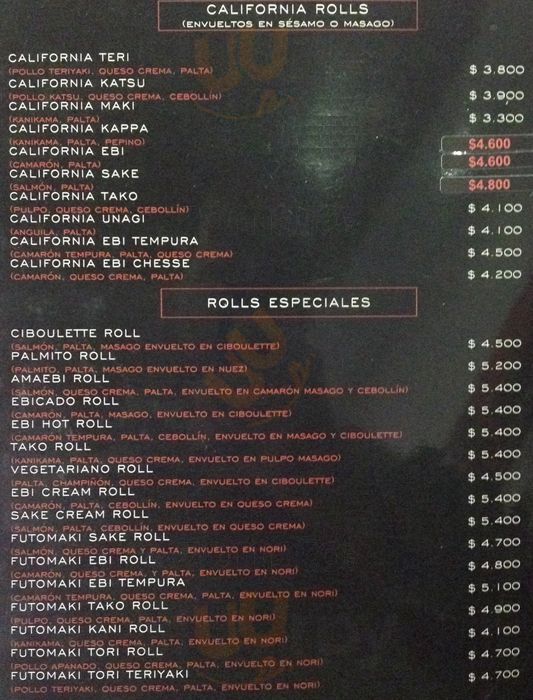 CALIFORNIA ROLLS
(ENVUELTOS EN SÉSAMO O MASAGO)
CALIFORNIA TERI
(POLLO TERIYAKI, QUESO CREMA, PALTA) $ 3.800
CALIFORNIA KATSU
(POLLO KATSU, QUESO CREMA, CEBOLLÍN) $ 3.900
CALIFORNIA MAKI
(KANIKAMA, PALTA) $ 3.300
CALIFORNIA KAPPA
(KANIKAMA, PALTA, PEPINO) $4.600
CALIFORNIA EBI
(CAMARÓN, PALTA) $4.600
CALIFORNIA SAKE
(SALMÓN, PALTA) $4.800
CALIFORNIA TAKO
(PULPO, QUESO CREMA, CEBOLLÍN) $ 4.100
CALIFORNIA UNAGI
(ANGUILA, PALTA) $ 4.100
CALIFORNIA EBI TEMPURA
(CAMARÓN TEMPURA, PALTA, QUESO CREMA) $ 4.500
CALIFORNIA EBI CHESSE
(CAMARÓN, QUESO CREMA, PALTA) $ 4.200
ROLLS ESPECIALES
CIBOULETTE ROLL
(SALMÓN, PALTA, MASAGO ENVUELTO EN CIBOULETTE) $ 4.500
PALMITO ROLL
(PALMITO, PALTA, MASAGO ENVUELTO EN NUEZ) $ 5.200
AMAEBI ROLL
(SALMÓN, QUESO CREMA, PALTA, ENVUELTO EN CAMARÓN MASAGO Y CEBOLLÍN) $ 5.400
EBICADO ROLL
(CAMARÓN, PALTA, MASAGO, ENVUELTO EN CIBOULETTE) $ 5.400
EBI HOT ROLL
(CAMARÓN TEMPURA, PALTA, CEBOLLÍN, ENVUELTO EN MASAGO Y CIBOULETTE) $ 5.400
TAKO ROLL
(KANIKAMA, PALTA, QUESO CREMA, ENVUELTO EN PULPO MASAGO) $ 5.400
VEGETARIANO ROLL
(PALTA, CHAMPIÑÓN, QUESO CREMA, ENVUELTO EN CIBOULETTE) $ 4.500
EBI CREAM ROLL
(CAMARÓN, PALTA, CEBOLLÍN, ENVUELTO EN QUESO CREMA) $ 5.400
SAKE CREAM ROLL
(SALMÓN, PALTA, CEBOLLÍN, ENVUELTO EN QUESO CREMA) $ 5.400
FUTOMAKI SAKE ROLL
(SALMÓN, QUESO CREMA Y PALTA, ENVUELTO EN NORI) $ 4.700
FUTOMAKI EBI ROLL
(CAMARÓN, QUESO CREMA, Y PALTA, ENVUELTO EN NORI) $ 4.800
FUTOMAKI EBI TEMPURA
(CAMARÓN TEMPURA, QUESO CREMA, PALTA, ENVUELTO EN NORI) $ 5.100
FUTOMAKI TAKO ROLL
(PULPO, QUESO CREMA, PALTA, ENVUELTO EN NORI) $ 4.900
FUTOMAKI KANI ROLL
(KANIKAMA, QUESO CREMA, PALTA, ENVUELTO EN NORI) $ 4.100
FUTOMAKI TORI ROLL
(POLLO APANADO, QUESO CREMA, PALTA, ENVUELTO EN NORI) $ 4.700
FUTOMAKI TORI TERIYAKI
(POLLO TERIYAKI, QUESO CREMA, PALTA, ENVUELTO EN NORI) $ 4.700